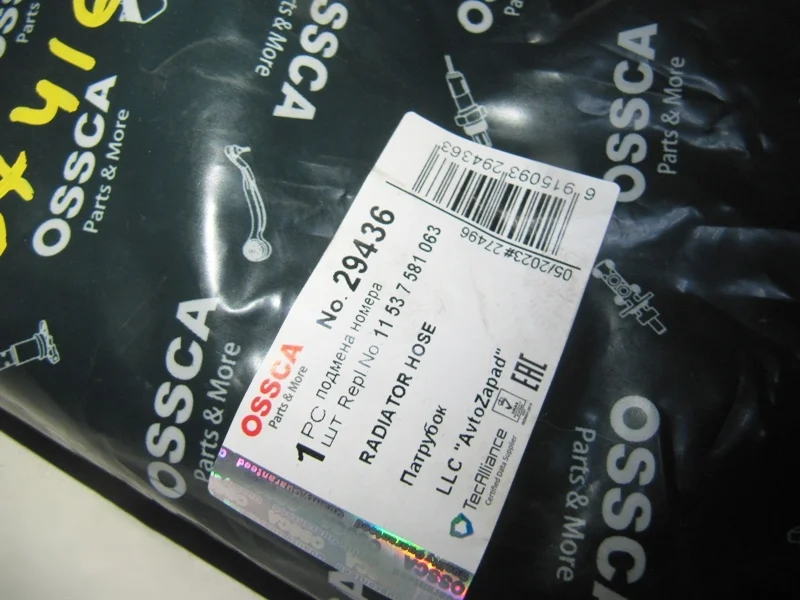 OSSCA
Parts & More
No. 29436
1 PC подмена номера
ШТ Repl No 11 53 7 581 063
RADIATOR HOSE
Патрубок
LLC "AvtoZapad"
TecAlliance
Certified Data Supplier
EAC
6 915093 294363
05/2023#27496
OSSCA
Parts & More
OSSCA
Parts & More
OSSCA
Parts & More
OSSCA
Parts & More
OSSCA
Parts & More